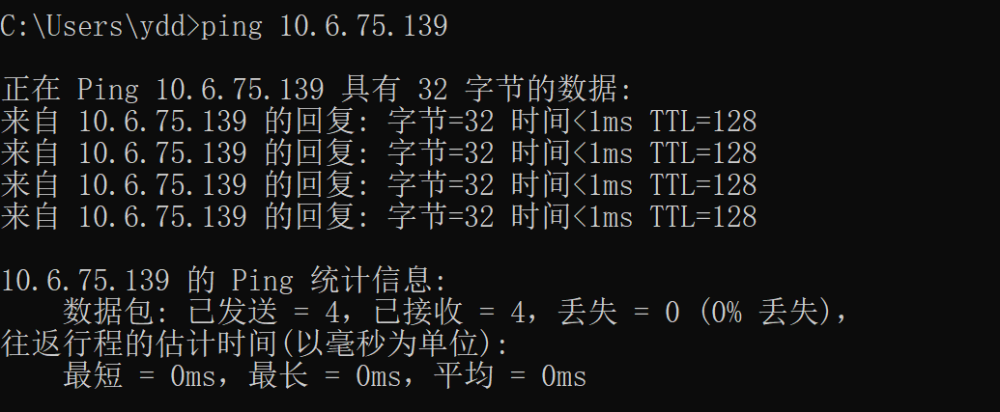 C:\Users\ydd>ping 10.6.75.139
正在 Ping 10.6.75.139 具有 32 字节的数据:
来自 10.6.75.139 的回复: 字节=32 时间<1ms TTL=128
来自 10.6.75.139 的回复: 字节=32 时间<1ms TTL=128
来自 10.6.75.139 的回复: 字节=32 时间<1ms TTL=128
来自 10.6.75.139 的回复: 字节=32 时间<1ms TTL=128
10.6.75.139 的 Ping 统计信息:
数据包: 已发送 = 4，已接收 = 4，丢失 = 0 (0% 丢失)，
往返行程的估计时间(以毫秒为单位):
最短 = 0ms，最长 = 0ms，平均 = 0ms